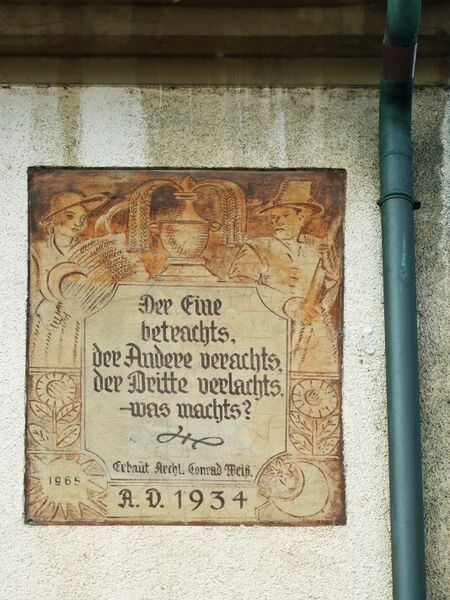 Der Eine
betrachts,
der Andere verachts,
der Dritte verlachts,
-was machts?
Erbaut Archt. Conrad Weiß.
1965
A. D. 1934